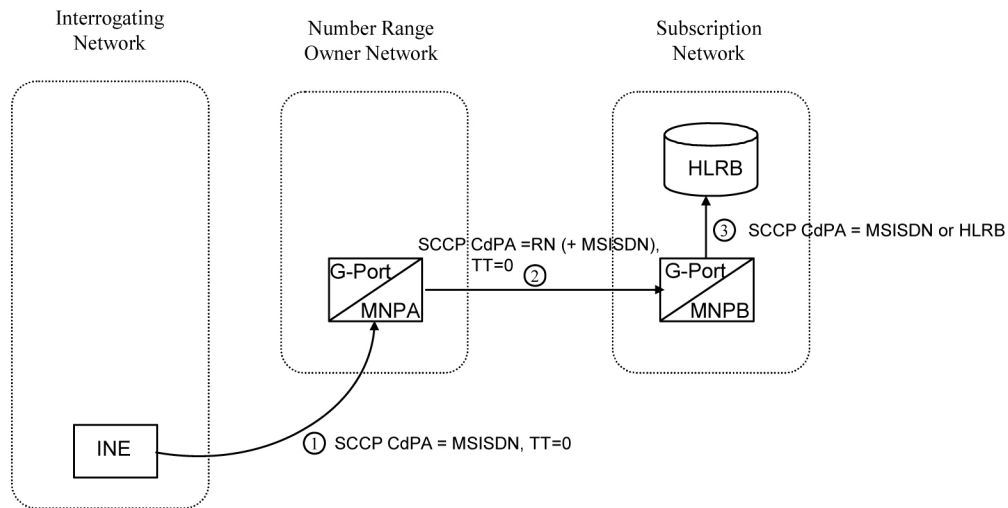 Interrogating
Network
Number Range
Owner Network
Subscription
Network
HLRB
③ SCCP CdPA = MSISDN or HLRB
SCCP CdPA =RN (+ MSISDN),
TT=0
②
G-Port
MNPA
G-Port
MNPB
INE
① SCCP CdPA = MSISDN, TT=0